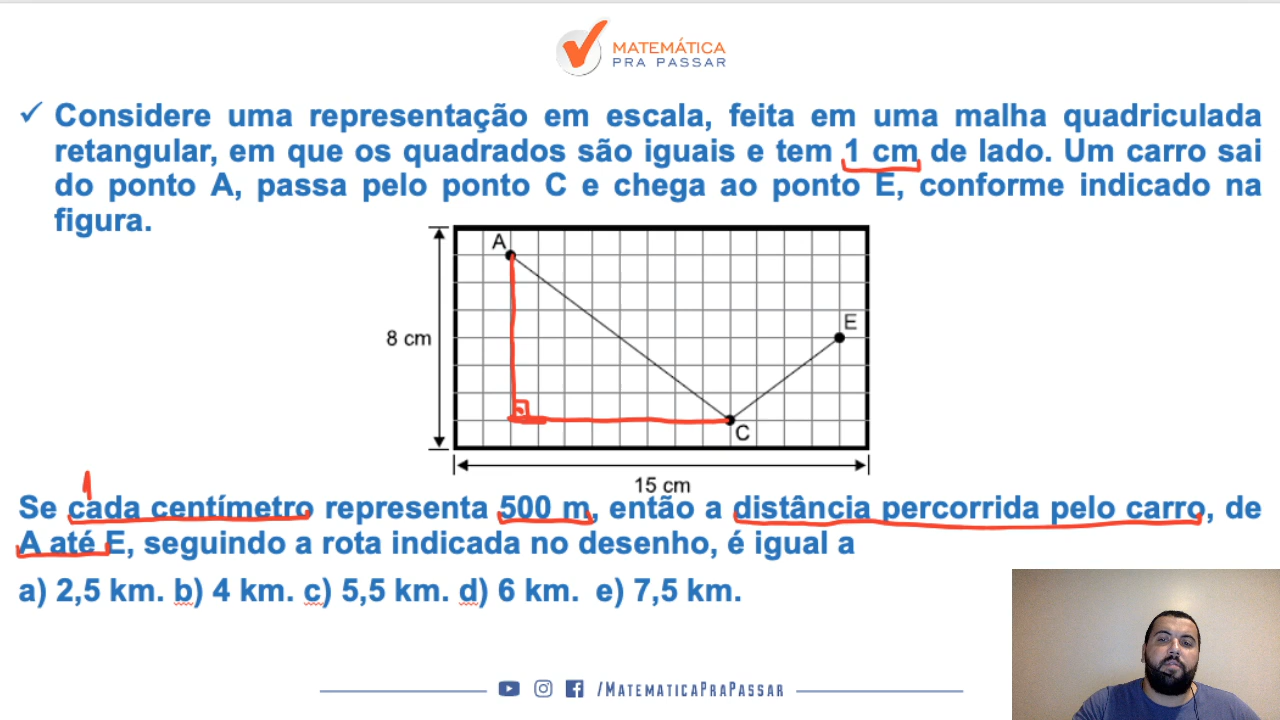 MATEMÁTICA
PRA PASSAR
✓ Considere uma representação em escala, feita em uma malha quadriculada
retangular, em que os quadrados são iguais e tem 1 cm de lado. Um carro sai
do ponto A, passa pelo ponto C e chega ao ponto E, conforme indicado na
figura.
A
E
8 cm
C
15 cm
1
Se cada centímetro representa 500 m, então a distância percorrida pelo carro, de
A até E, seguindo a rota indicada no desenho, é igual a
a) 2,5 km. b) 4 km. c) 5,5 km. d) 6 km. e) 7,5 km.
/MATEMATICAPRAPASSAR